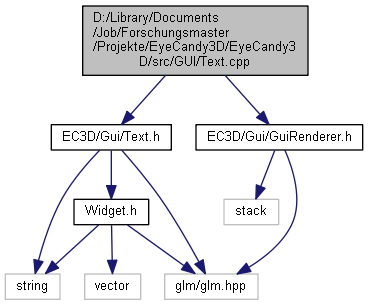 D:/Library/Documents
/Job/Forschungsmaster
/Projekte/EyeCandy3D/EyeCandy3
D/src/GUI/Text.cpp
EC3D/Gui/Text.h
EC3D/Gui/GuiRenderer.h
Widget.h
stack
string
vector
glm/glm.hpp